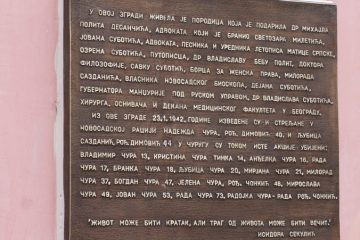 У ОВОЈ ЗГРАДИ ЖИВЕЛА ЈЕ ПОРОДИЦА КОЈА ЈЕ ПОДАРИЛА ДР МИХАЈЛА
ПОЛИТА ДЕСАНЧИЋА, АДВОКАТА КОЈИ ЈЕ БРАНИО СВЕТОЗАРА МИЛЕТИЋА,
ЈОВАНА СУБОТИЋА, АДВОКАТА, ПЕСНИКА И УРЕДНИКА ЛЕТОПИСА МАТИЦЕ СРПСКЕ,
ОЗРЕНА СУБОТИЋА, ПУТОПИСЦА, ДР ВЛАДИСЛАВУ БЕБУ ПОЛИТ, ДОКТОРА
ФИЛОЗОФИЈЕ, САВКУ СУБОТИЋ, БОРЦА ЗА ЖЕНСКА ПРАВА, МИЛОРАДА
САЗДАНИЋА, ВЛАСНИКА НОВОСАДСКОГ БИОСКОПА, ДЕЈАНА СУБОТИЋА,
ГУБЕРНАТОРА МАНЏУРИЈЕ ПОД РУСКОМ УПРАВОМ, ДР ВЛАДИСЛАВА СУБОТИЋА,
ХИРУРГА, ОСНИВАЧА И ДЕКАНА МЕДИЦИНСКОГ ФАКУЛТЕТА У БЕОГРАДУ.
ИЗ ОВЕ ЗГРАДЕ 23.1.1942. ГОДИНЕ ИЗВЕДЕНЕ СУ И СТРЕЉАНЕ У
НОВОСАДСКОЈ РАЦИЈИ НАДЕЖДА ЧУРА, РОЂ. ДИМОВИЋ 40, И ЉУБИЦА
САЗДАНИЋ, РОЂ. ДИМОВИЋ 44 У ЧУРУГУ СУ ТОКОМ ИСТЕ АКЦИЈЕ УБИЈЕНИ:
ВЛАДИМИР ЧУРА 13, КРИСТИНА ЧУРА ТИМКА 14, АНЂЕЛКА ЧУРА 16, РАДА
ЧУРА 17, БРАНКА ЧУРА 18, ЉУБИЦА ЧУРА 20, МИРЈАНА ЧУРА 21, МИЛОРАД
ЧУРА 37, БОГДАН ЧУРА 47, ЈЕЛЕНА ЧУРА, РОЂ. ЧОНКИЋ 48, МИРОСЛАВА
ЧУРА 49, ЈОВАН ЧУРА 53, РАДА ЧУРА 73, РАДОЈКА ЧУРА-РАДА РОЂ. ЧОНКИЋ.
"ЖИВОТ МОЖЕ БИТИ КРАТАК, АЛИ ТРАГ ОД ЖИВОТА МОЖЕ БИТИ ВЕЧИТ."
ИСИДОРА СЕКУЛИЋ